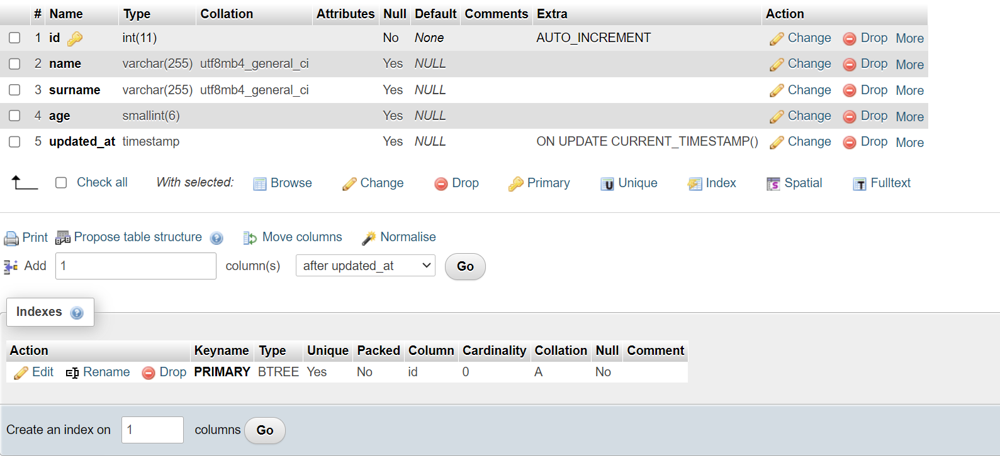 # Name Type Collation Attributes Null Default Comments Extra Action
1 id int(11) No None AUTO_INCREMENT Change Drop More
2 name varchar(255) utf8mb4_general_ci Yes NULL Change Drop More
3 surname varchar(255) utf8mb4_general_ci Yes NULL Change Drop More
4 age smallint(6) Yes NULL Change Drop More
5 updated_at timestamp Yes NULL ON UPDATE CURRENT_TIMESTAMP() Change Drop More
Check all With selected: Browse Change Drop Primary Unique Index Spatial Fulltext
Print Propose table structure Move columns Normalise
Add 1 column(s) after updated_at Go
Indexes
Action Keyname Type Unique Packed Column Cardinality Collation Null Comment
Edit Rename Drop PRIMARY BTREE Yes No id 0 A No
Create an index on 1 columns Go